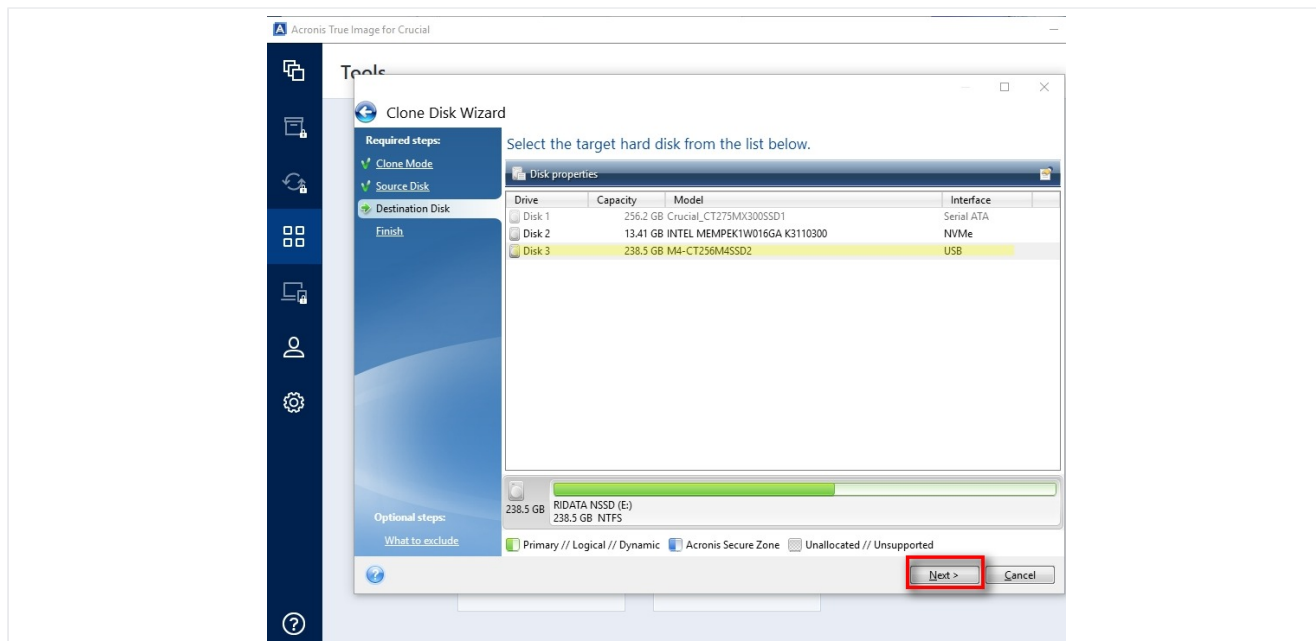 Acronis True Image for Crucial
Tools
Clone Disk Wizard
Required steps:
Clone Mode
Source Disk
Destination Disk
Finish
Optional steps:
What to exclude
Select the target hard disk from the list below.
Disk properties
Drive Capacity Model Interface
Disk 1 256.2 GB Crucial_CT275MX300SSD1 Serial ATA
Disk 2 13.41 GB INTEL MEMPEK1W016GA K3110300 NVMe
Disk 3 238.5 GB M4-CT256M4SSD2 USB
238.5 GB
RIDATA NSSD (E:)
238.5 GB NTFS
Primary // Logical // Dynamic Acronis Secure Zone Unallocated // Unsupported
Next > Cancel